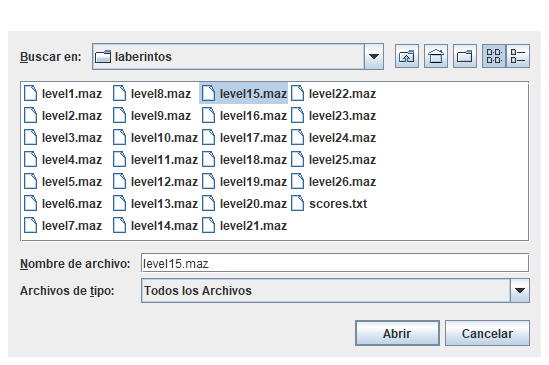 Buscar en: laberintos
level1.maz level8.maz level15.maz level22.maz
level2.maz level9.maz level16.maz level23.maz
level3.maz level10.maz level17.maz level24.maz
level4.maz level11.maz level18.maz level25.maz
level5.maz level12.maz level19.maz level26.maz
level6.maz level13.maz level20.maz scores.txt
level7.maz level14.maz level21.maz
Nombre de archivo: level15.maz
Archivos de tipo: Todos los Archivos
Abrir Cancelar